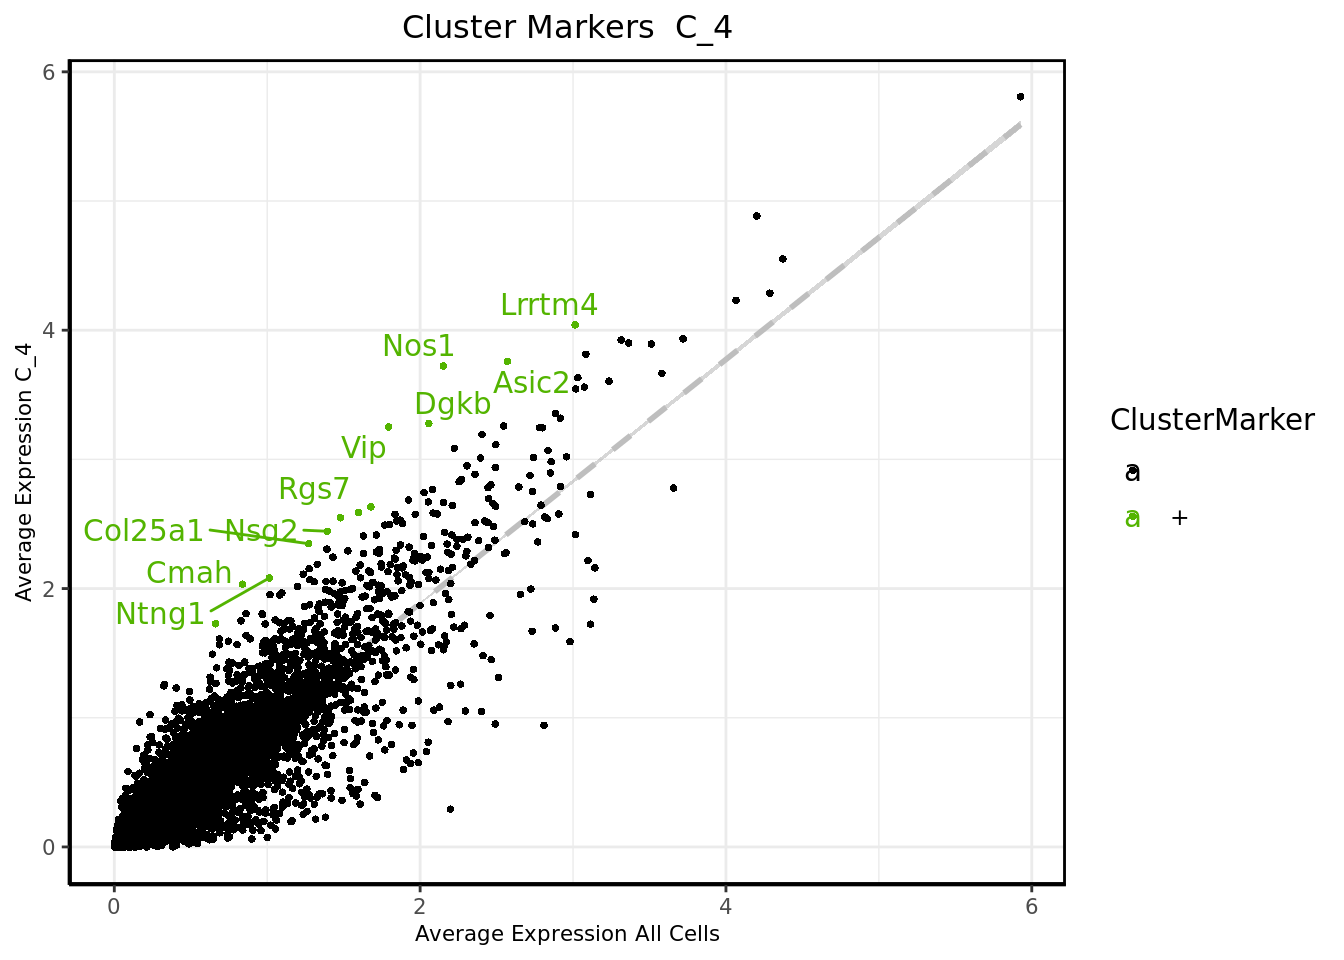 Cluster Markers  C_4
6
4
2
0
Average Expression C_4
Lrrtm4
Nos1
Asic2
Dgkb
Vip
Rgs7
Col25a1
Nsg2
Cmah
Ntng1
0
2
4
6
Average Expression All Cells
ClusterMarker
a
a +